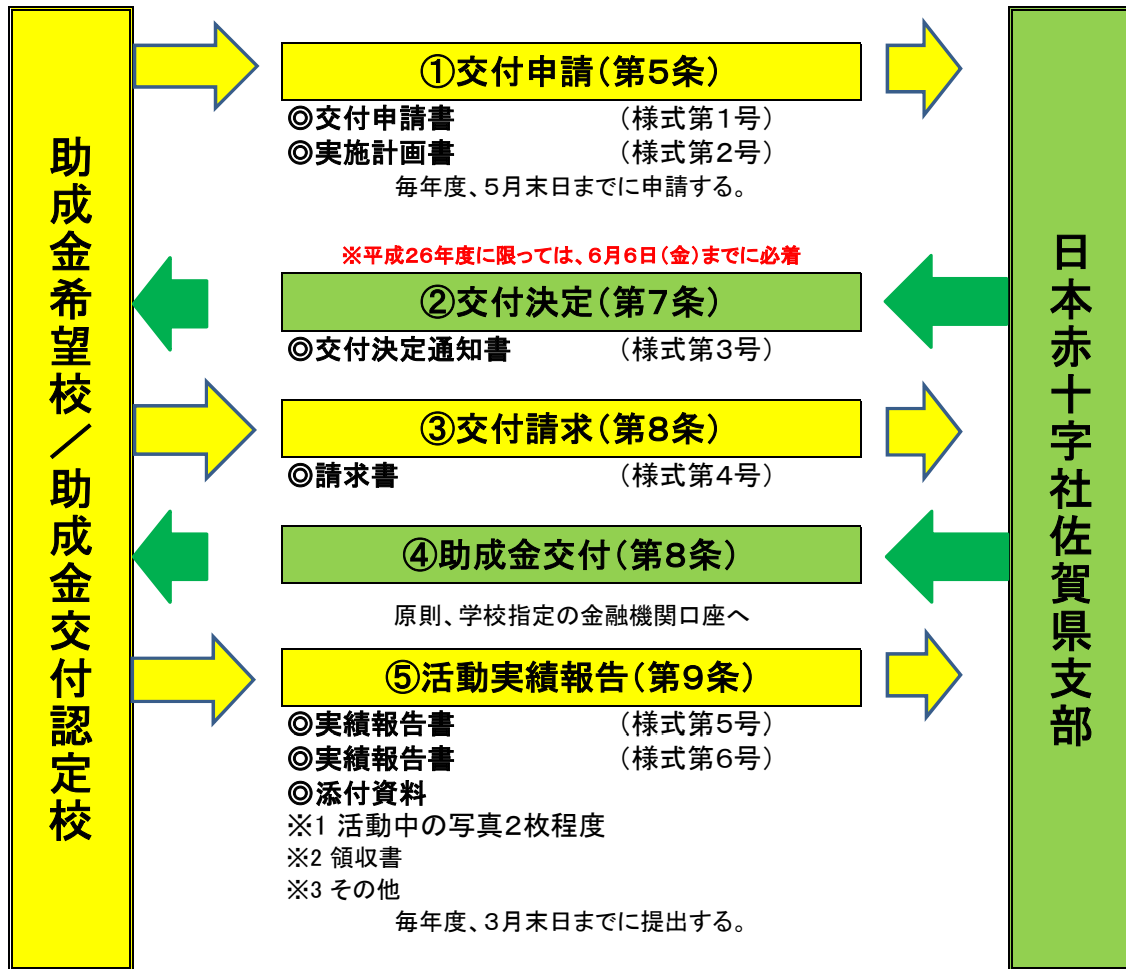 助成金希望校／助成金交付認定校
①交付申請（第５条）
◎交付申請書 （様式第１号）
◎実施計画書 （様式第２号）
毎年度、５月末日までに申請する。
※平成２６年度に限っては、６月６日（金）までに必着
②交付決定（第７条）
◎交付決定通知書 （様式第３号）
③交付請求（第８条）
◎請求書 （様式第４号）
④助成金交付（第８条）
原則、学校指定の金融機関口座へ
⑤活動実績報告（第９条）
◎実績報告書 （様式第５号）
◎実績報告書 （様式第６号）
◎添付資料
※1 活動中の写真２枚程度
※2 領収書
※3 その他
毎年度、３月末日までに提出する。
日本赤十字社佐賀県支部